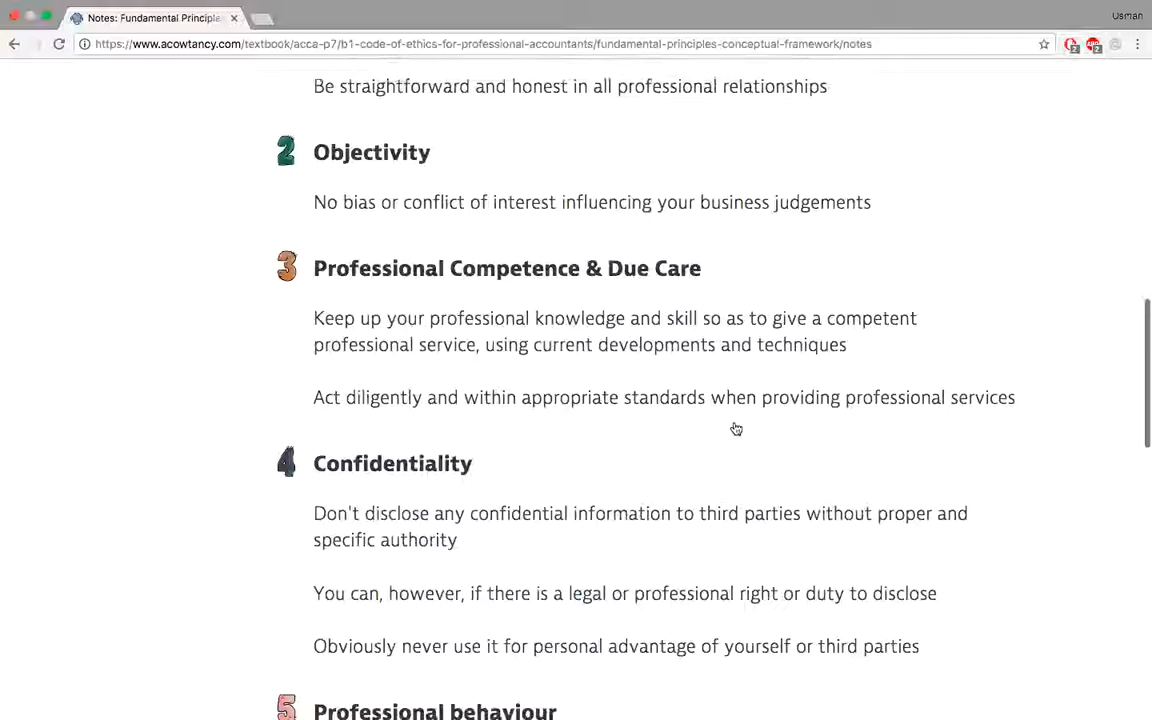 Notes: Fundamental Principle
Usman
https://www.acowtancy.com/textbook/acca-p7/b1-code-of-ethics-for-professional-accountants/fundamental-principles-conceptual-framework/notes
2
2
Be straightforward and honest in all professional relationships
2 Objectivity
No bias or conflict of interest influencing your business judgements
3 Professional Competence & Due Care
Keep up your professional knowledge and skill so as to give a competent
professional service, using current developments and techniques
Act diligently and within appropriate standards when providing professional services
4 Confidentiality
Don't disclose any confidential information to third parties without proper and
specific authority
You can, however, if there is a legal or professional right or duty to disclose
Obviously never use it for personal advantage of yourself or third parties
5 Professional behaviour